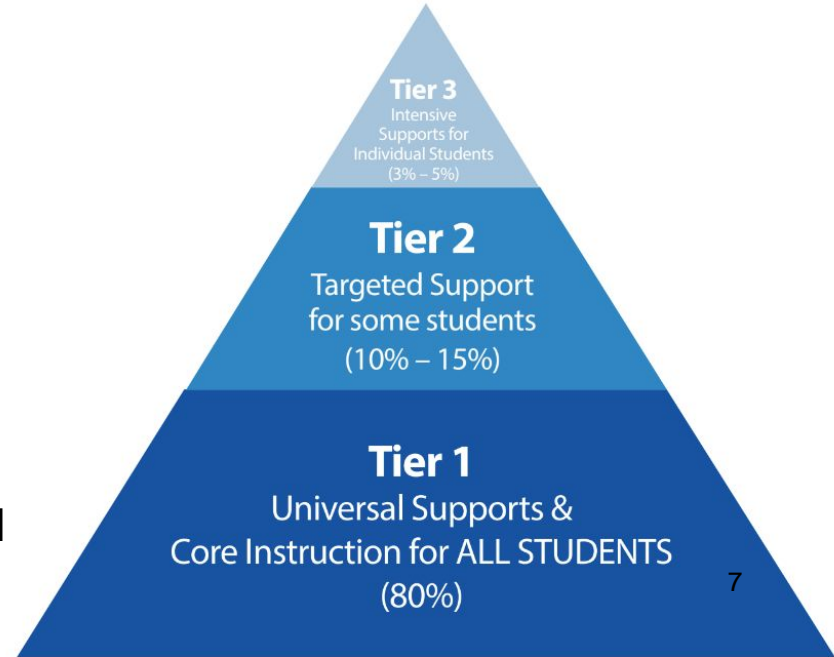 Tier 3
Intensive
Supports for
Individual Students
(3% – 5%)
Tier 2
Targeted Support
for some students
(10% – 15%)
Tier 1
Universal Supports &
Core Instruction for ALL STUDENTS
(80%)
7